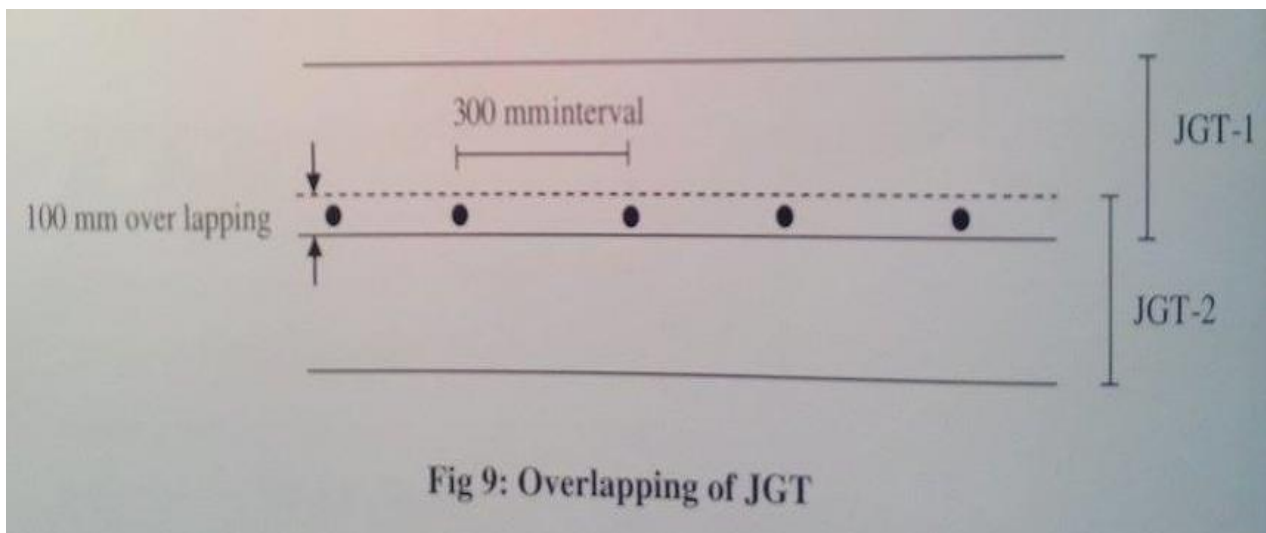 300 mminterval
JGT-1
100 mm over lapping
JGT-2
Fig 9: Overlapping of JGT